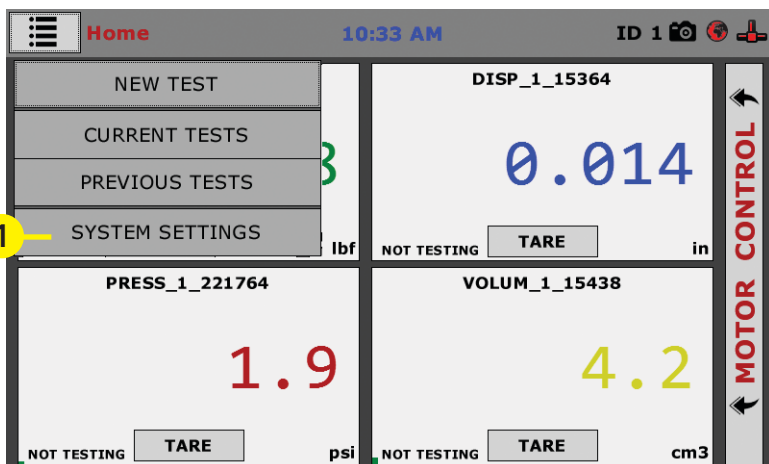 Home
10:33 AM
ID 1
NEW TEST
CURRENT TESTS
PREVIOUS TESTS
SYSTEM SETTINGS
1
lbf
DISP_1_15364
0.014
NOT TESTING
TARE
in
PRESS_1_221764
1.9
NOT TESTING
TARE
psi
VOLUM_1_15438
4.2
NOT TESTING
TARE
cm3
MOTOR CONTROL